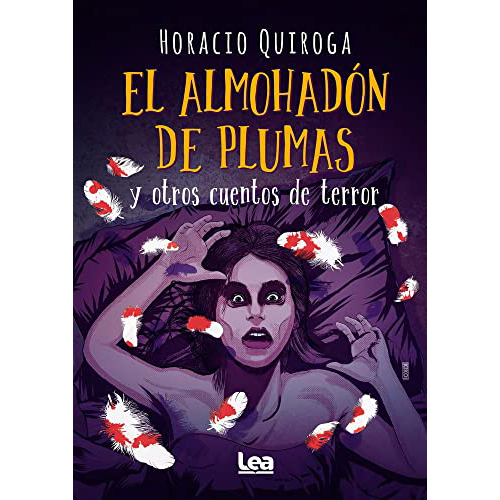 HORACIO QUIROGA
EL ALMOHADÓN
DE PLUMAS
y otros cuentos de terror
Lea